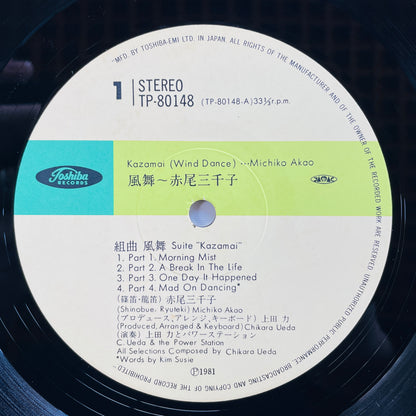 MFD. BY TOSHIBA-EMI LTD. IN JAPAN. ALL RIGHTS OF THE MANUFACTURER AND OF THE OWNER OF THE RECORDED WORK ARE RESERVED. UNAUTHORIZED PUBLIC PERFORMANCE, BROADCASTING AND COPYING OF THE RECORD PROHIBITED
1
STEREO
TP-80148 (TP-80148-A) 33⅓r.p.m.
Kazamai (Wind Dance)…Michiko Akao
風舞〜赤尾三千子
Toshiba
RECORDS
組曲 風舞 Suite "Kazamai"
1. Part 1. Morning Mist
2. Part 2. A Break In The Life
3. Part 3. One Day It Happened
4. Part 4. Mad On Dancing*
(篠笛・龍笛) 赤尾三千子
(Shinobue, Ryuteki) Michiko Akao
(プロデュース、アレンジ、キーボード) 上田 力
(Produced, Arranged & Keyboard) Chikara Ueda
(演奏) 上田 力とパワーステーション
C. Ueda & the Power Station
All Selections Composed by Chikara Ueda
*Words by Kim Susie
Ⓟ1981